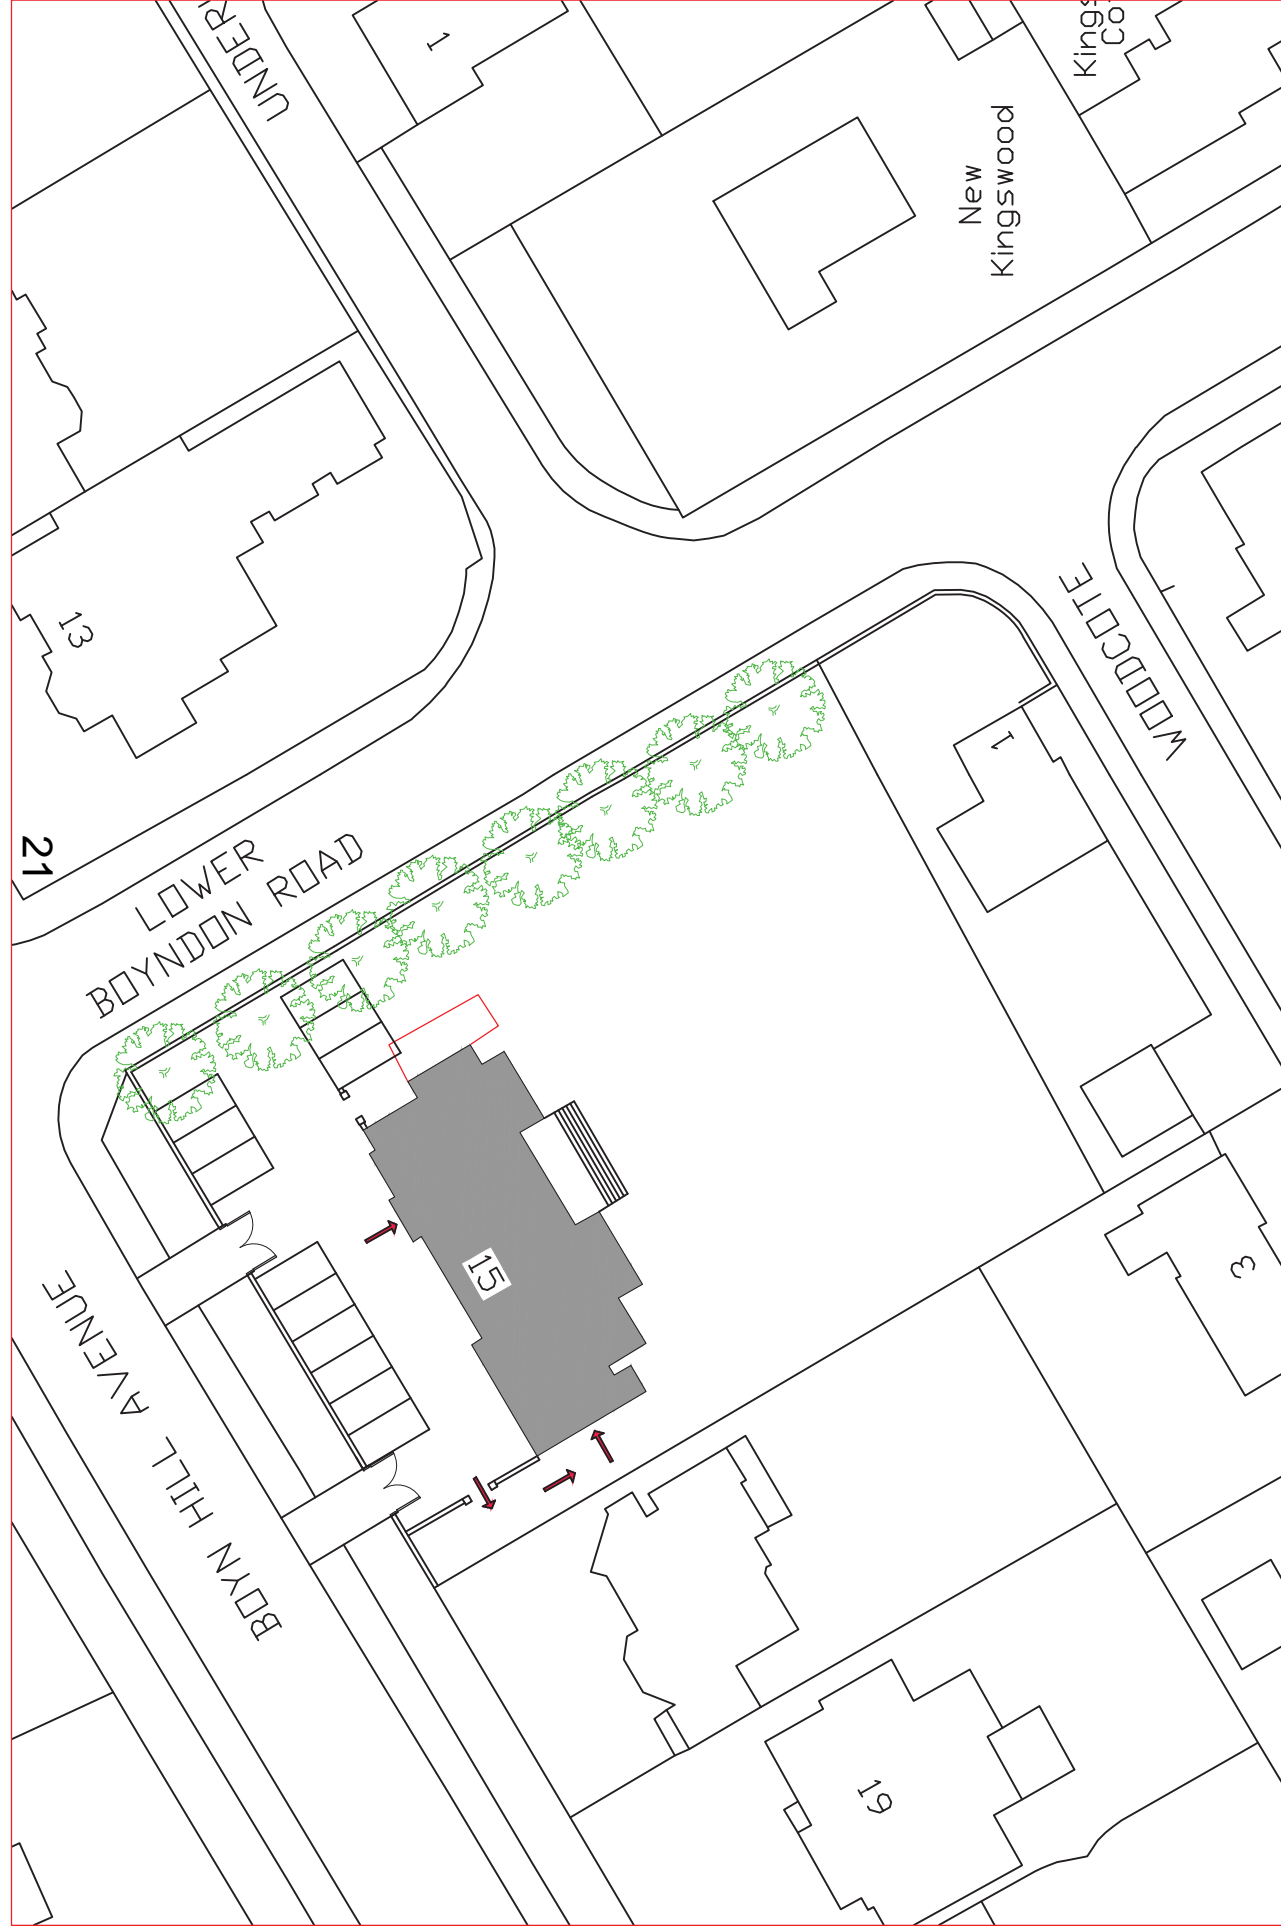 UNDER
1
Kings
Co
New
Kingswood
13
WOODCOTE
1
21
LOWER
BOYNDON ROAD
15
3
BOYN HILL AVENUE
19